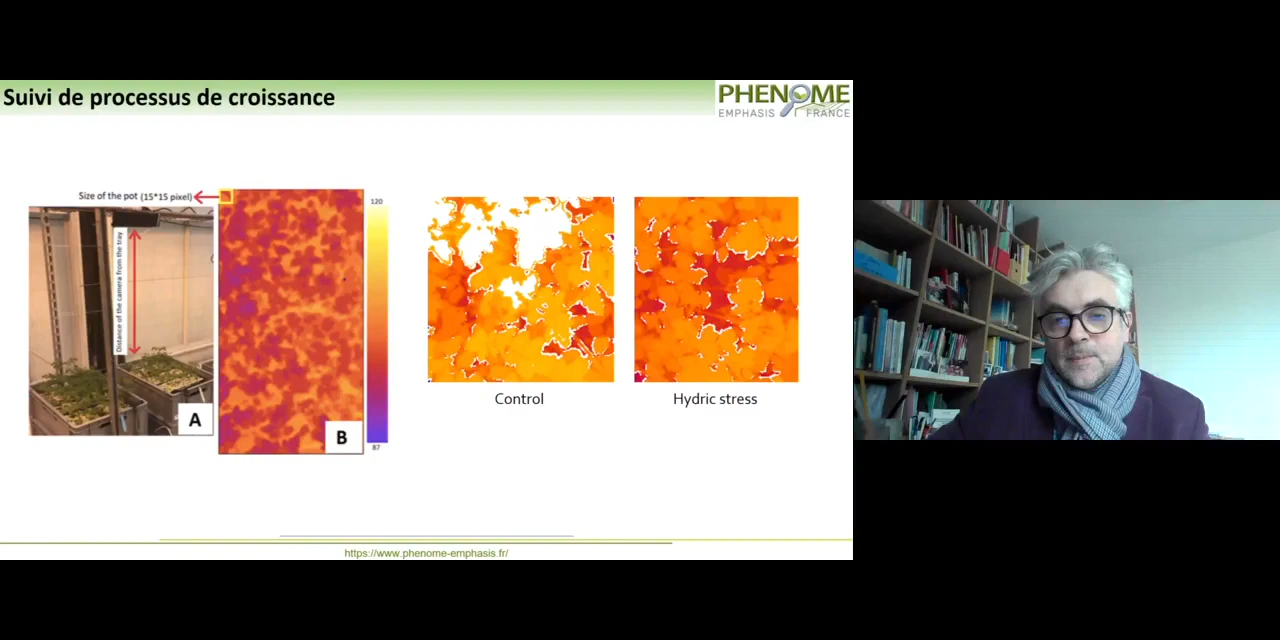 Suivi de processus de croissance
PHENOME
EMPHASIS FRANCE
Size of the pot (15*15 pixel)
Distance of the camera from the tray
A
B
120
87
Control
Hydric stress
https://www.phenome-emphasis.fr/